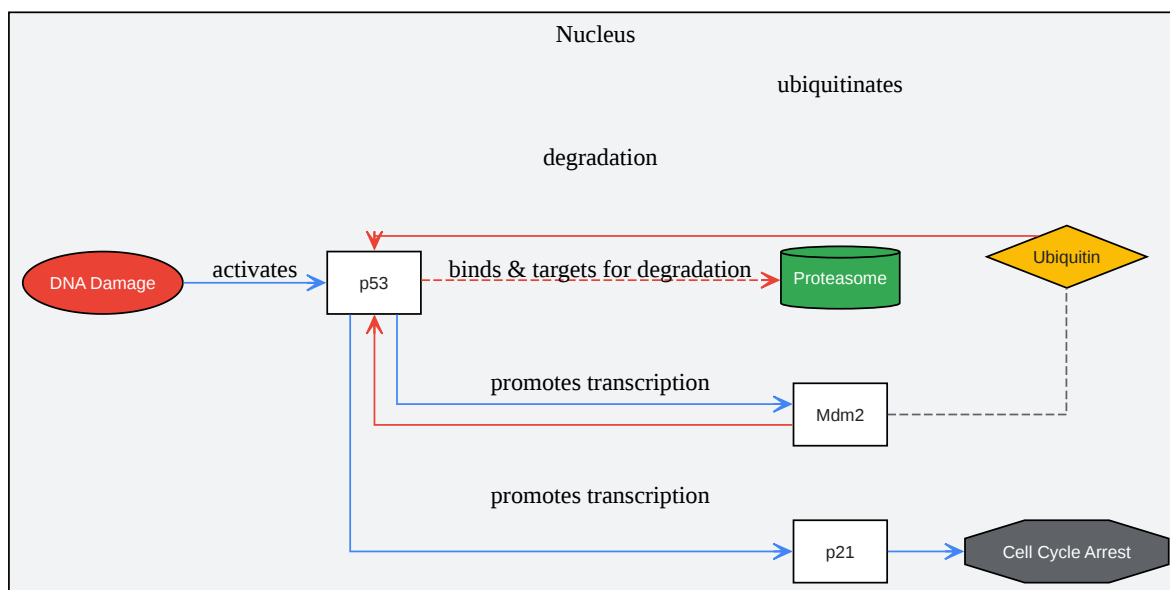 Nucleus
ubiquitinates
degradation
DNA Damage
activates
p53
binds & targets for degradation
Proteasome
Ubiquitin
promotes transcription
Mdm2
promotes transcription
p21
Cell Cycle Arrest